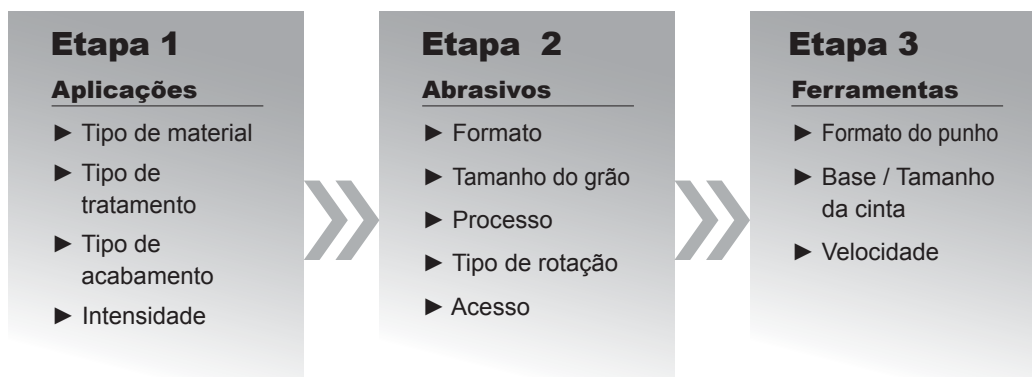 Etapa 1
Aplicações
► Tipo de material
► Tipo de
tratamento
► Tipo de
acabamento
► Intensidade
Etapa 2
Abrasivos
► Formato
► Tamanho do grão
► Processo
► Tipo de rotação
► Acesso
Etapa 3
Ferramentas
► Formato do punho
► Base / Tamanho
da cinta
► Velocidade